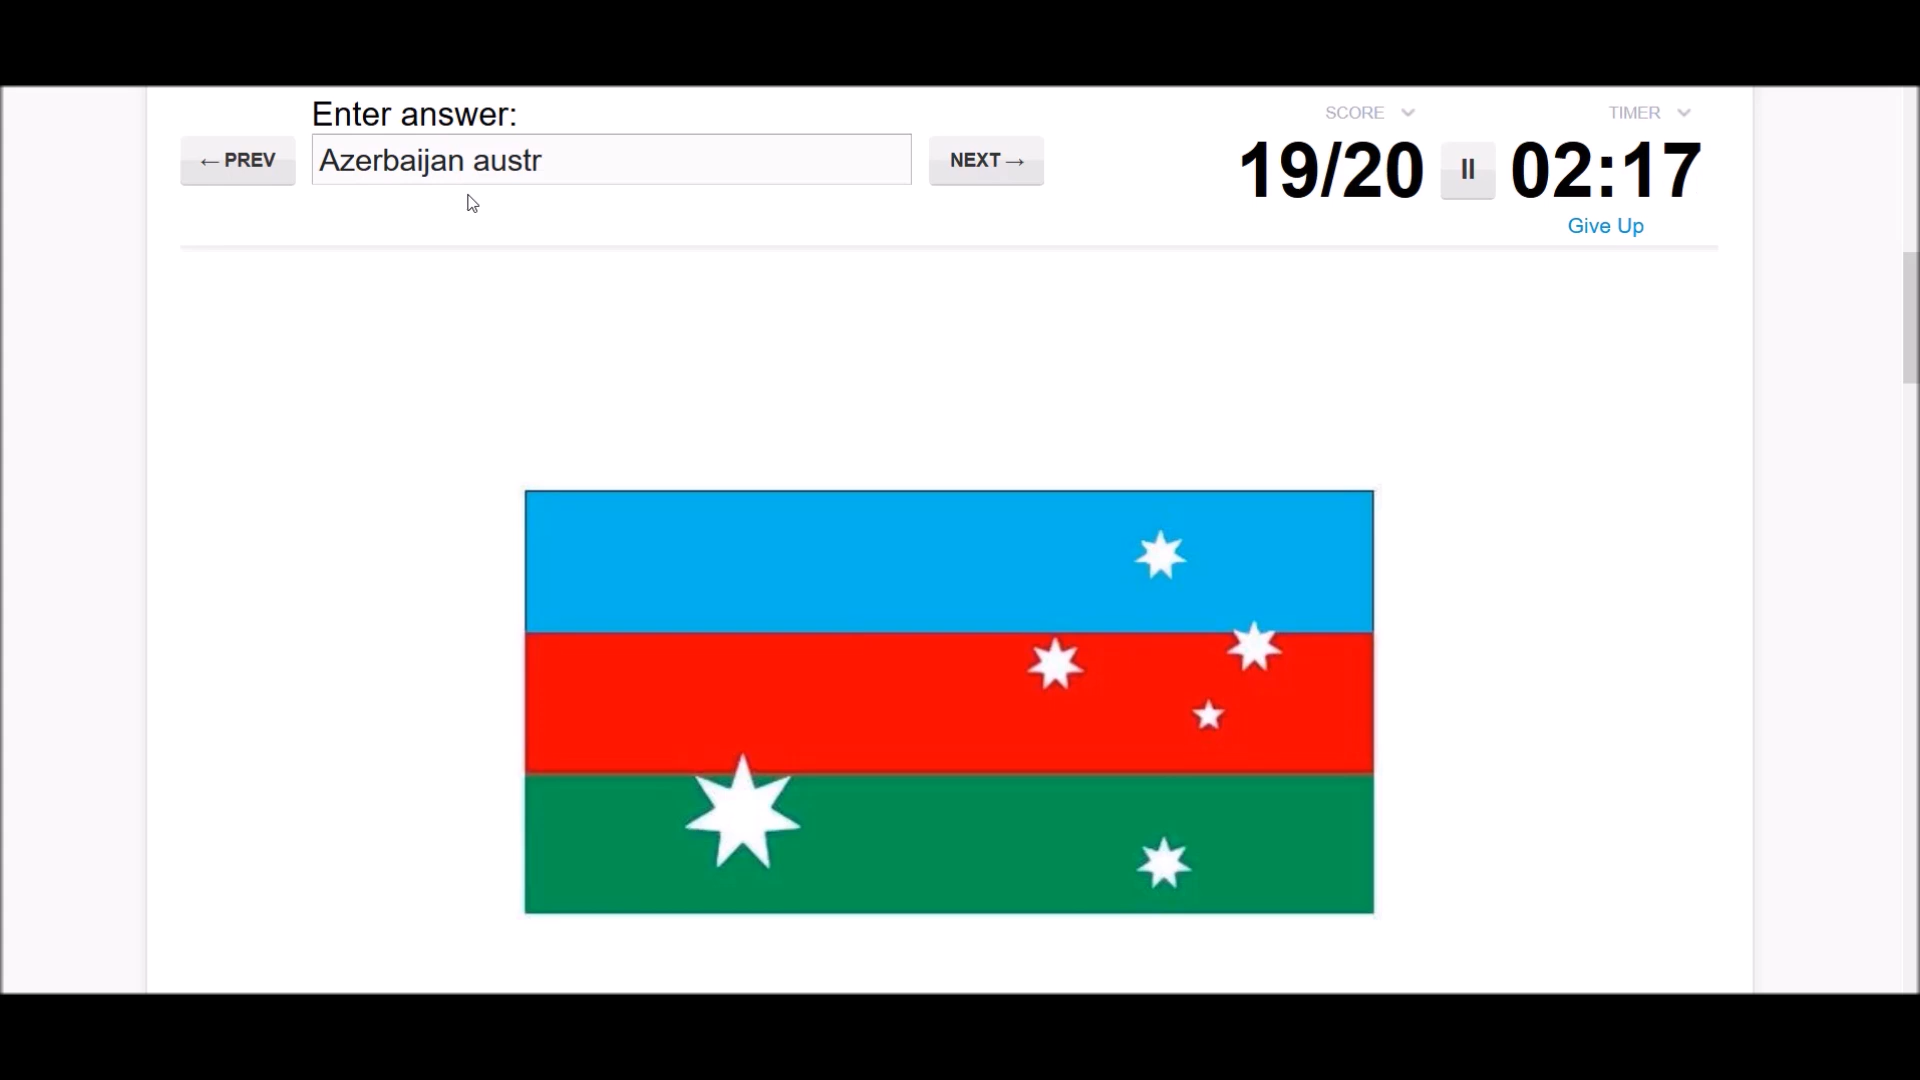 Enter answer:
SCORE
TIMER
← PREV
Azerbaijan austr
NEXT →
19/20
02:17
Give Up